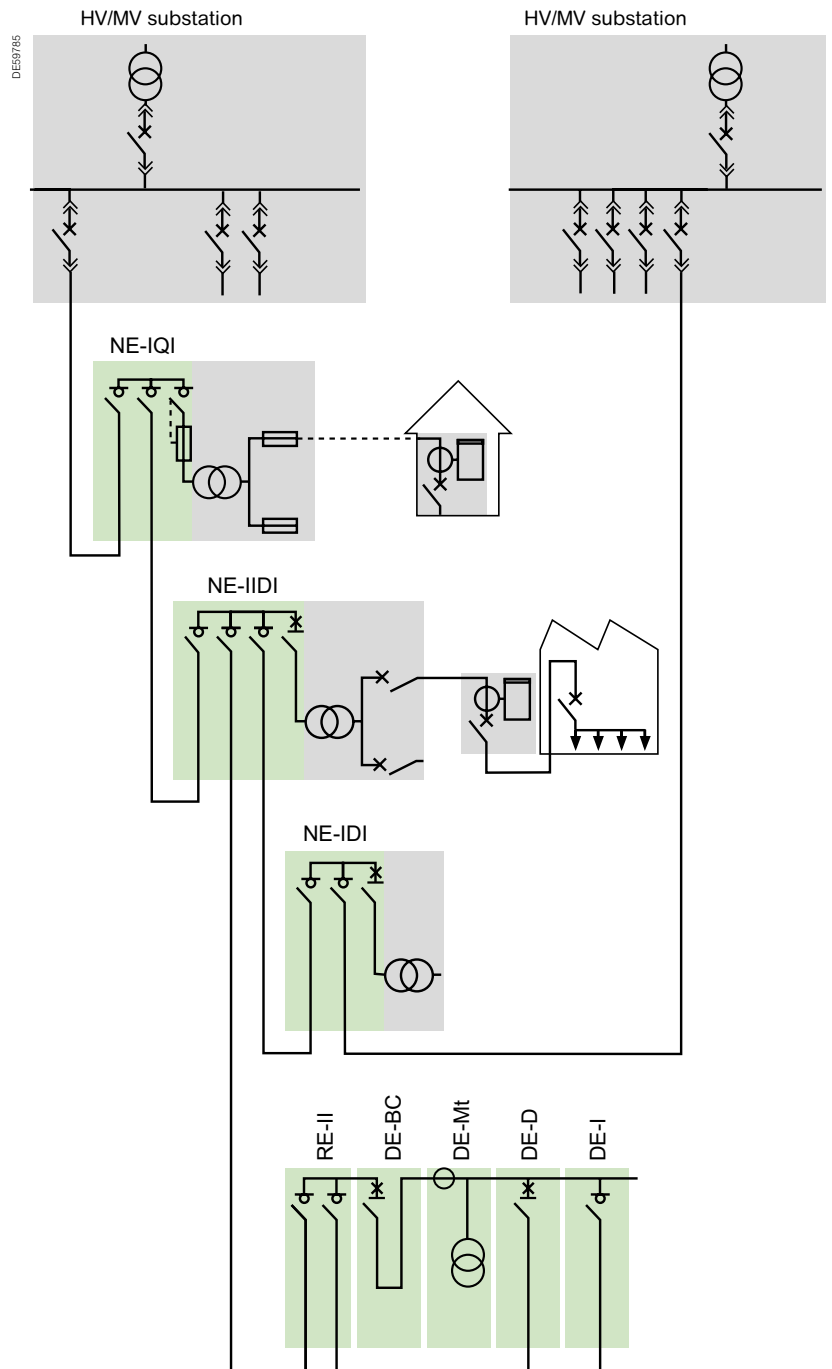 HV/MV substation
HV/MV substation
DE59785
NE-IQI
NE-IIDI
NE-IDI
RE-II
DE-BC
DE-Mt
DE-D
DE-I